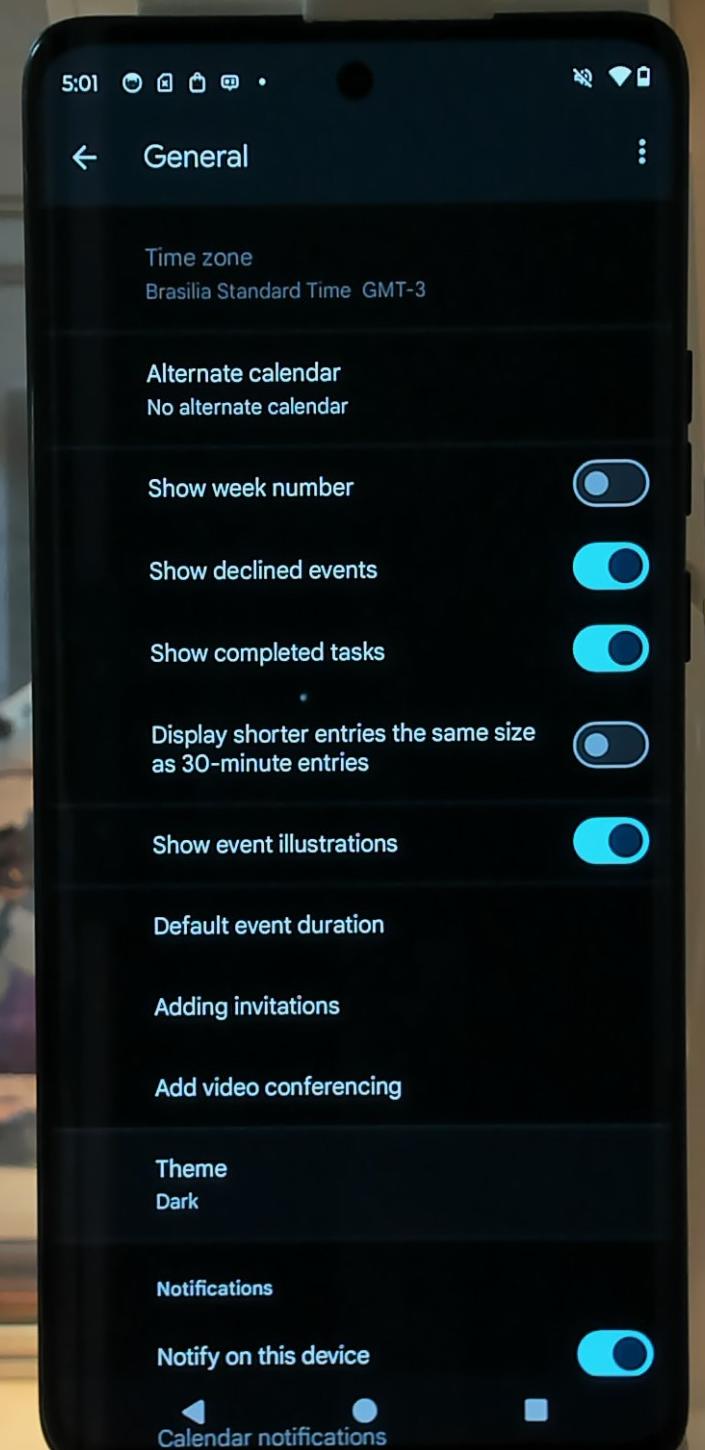 5:01
General
Time zone
Brasilia Standard Time GMT-3
Alternate calendar
No alternate calendar
Show week number
Show declined events
Show completed tasks
Display shorter entries the same size
as 30-minute entries
Show event illustrations
Default event duration
Adding invitations
Add video conferencing
Theme
Dark
Notifications
Notify on this device
Calendar notifications